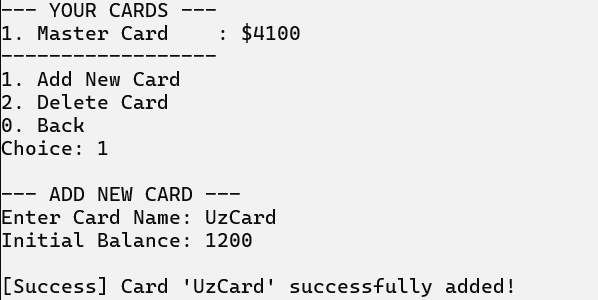 --- YOUR CARDS ---
1. Master Card    : $4100
------------------
1. Add New Card
2. Delete Card
0. Back
Choice: 1
--- ADD NEW CARD ---
Enter Card Name: UzCard
Initial Balance: 1200
[Success] Card 'UzCard' successfully added!